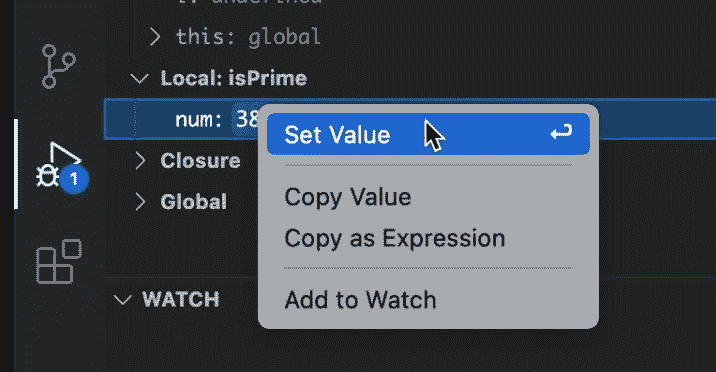 this: global
Local: isPrime
num: 38
Set Value
Closure
1
Copy Value
Global
Copy as Expression
WATCH
Add to Watch